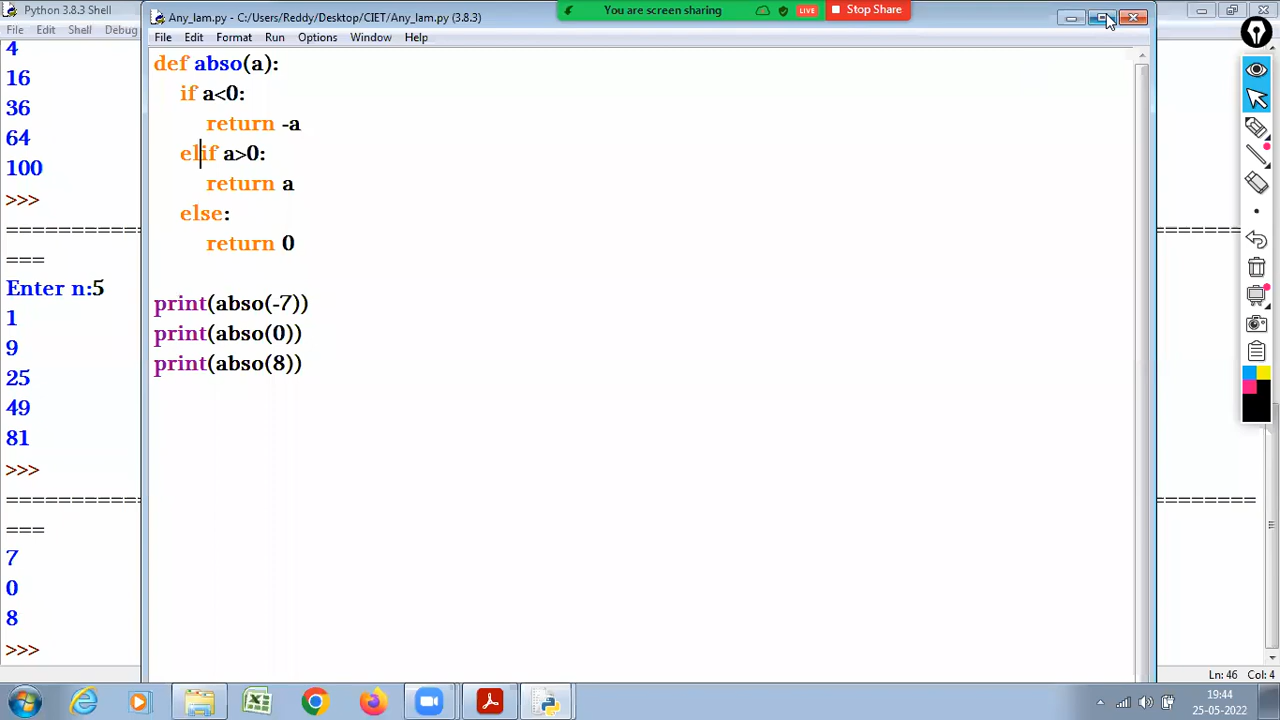 Python 3.8.3 Shell
File Edit Shell Debug
4
16
36
64
100
>>>
===
Enter n:5
1
9
25
49
81
>>>
===
7
0
8
>>>
Any_lam.py - C:/Users/Reddy/Desktop/CIET/Any_lam.py (3.8.3)
You are screen sharing LIVE Stop Share
File Edit Format Run Options Window Help
def abso(a):
if a<0:
return -a
elif a>0:
return a
else:
return 0
print(abso(-7))
print(abso(0))
print(abso(8))
Ln: 46 Col: 4
19:44
25-05-2022